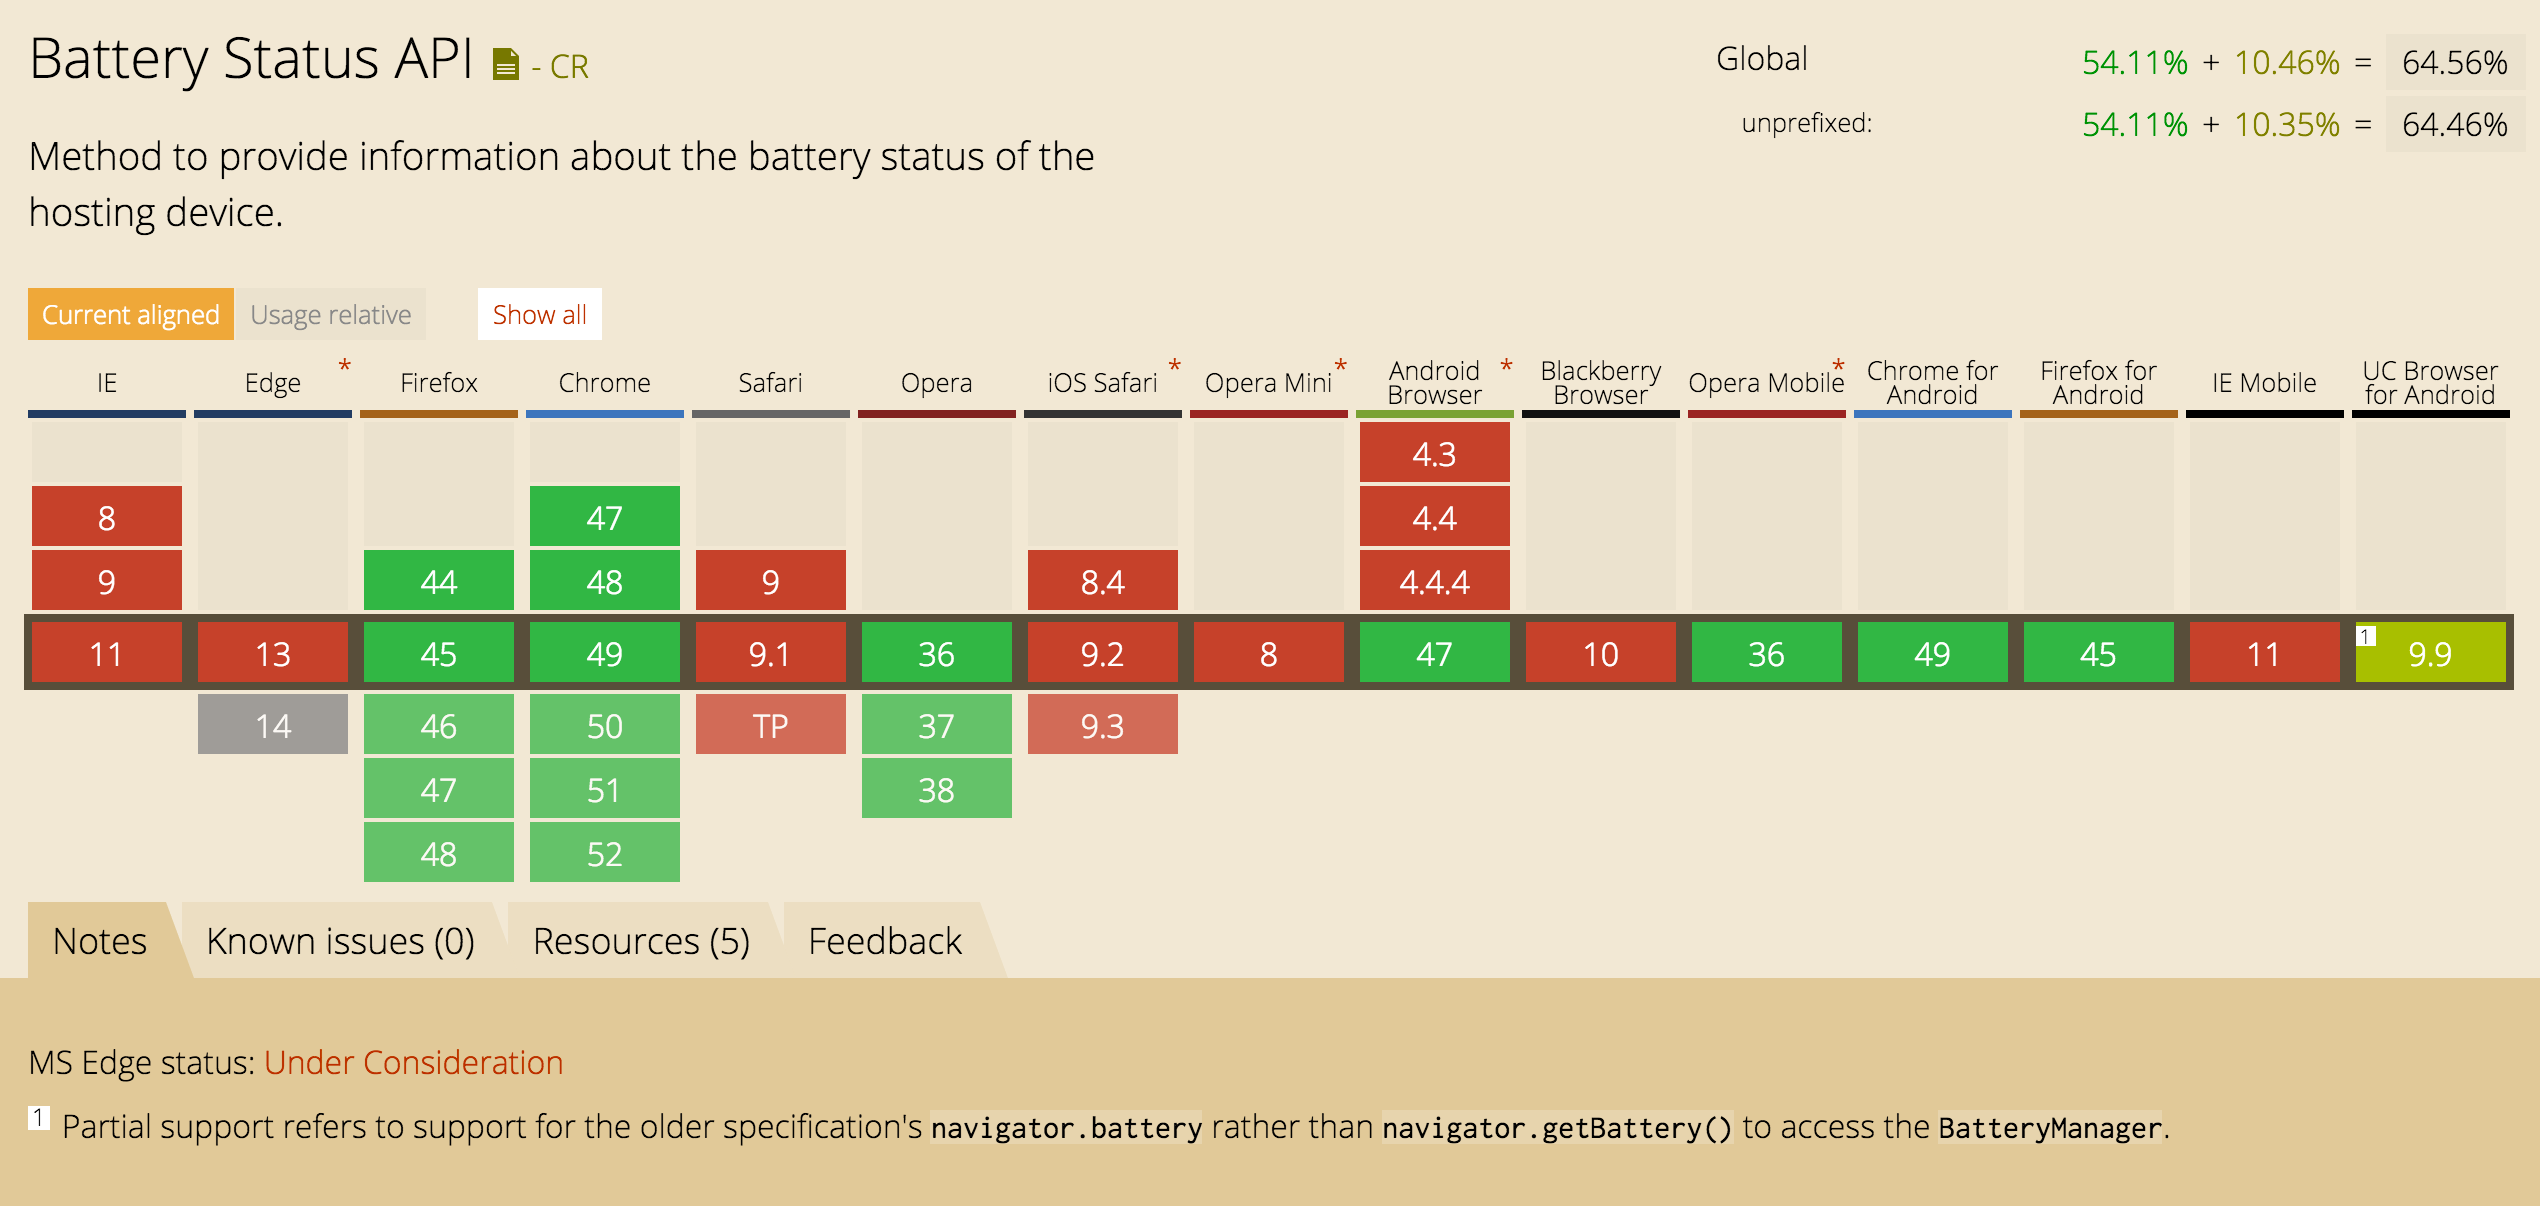 Battery Status API - CR
Global 54.11% + 10.46% = 64.56%
unprefixed: 54.11% + 10.35% = 64.46%
Method to provide information about the battery status of the
hosting device.
Current aligned Usage relative Show all
IE Edge * Firefox Chrome Safari Opera iOS Safari * Opera Mini * Android Browser * Blackberry Browser Opera Mobile * Chrome for Android Firefox for Android IE Mobile UC Browser for Android
4.3
8 47 4.4
9 44 48 9 8.4 4.4.4
11 13 45 49 9.1 36 9.2 8 47 10 36 49 45 11 1 9.9
14 46 50 TP 37 9.3
47 51 38
48 52
Notes Known issues (0) Resources (5) Feedback
MS Edge status: Under Consideration
1 Partial support refers to support for the older specification's navigator.battery rather than navigator.getBattery() to access the BatteryManager.